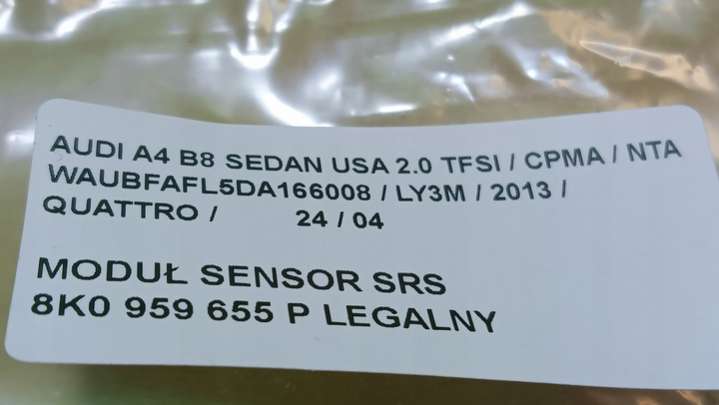 AUDI A4 B8 SEDAN USA 2.0 TFSI / CPMA / NTA
WAUBFAFL5DA166008 / LY3M / 2013 /
QUATTRO / 24 / 04
MODUŁ SENSOR SRS
8K0 959 655 P LEGALNY